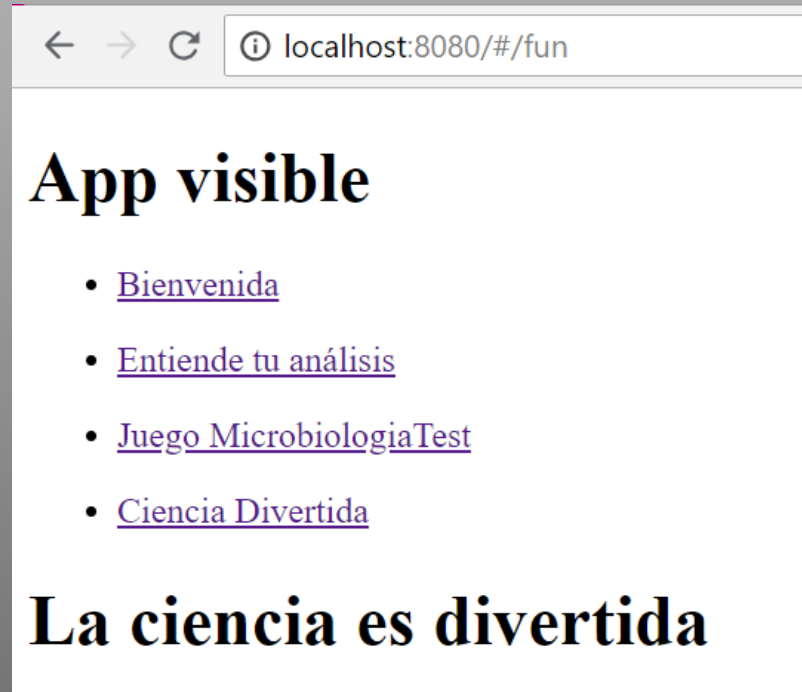 localhost:8080/#/fun
App visible
Bienvenida
Entiende tu análisis
Juego MicrobiologiaTest
Ciencia Divertida
La ciencia es divertida